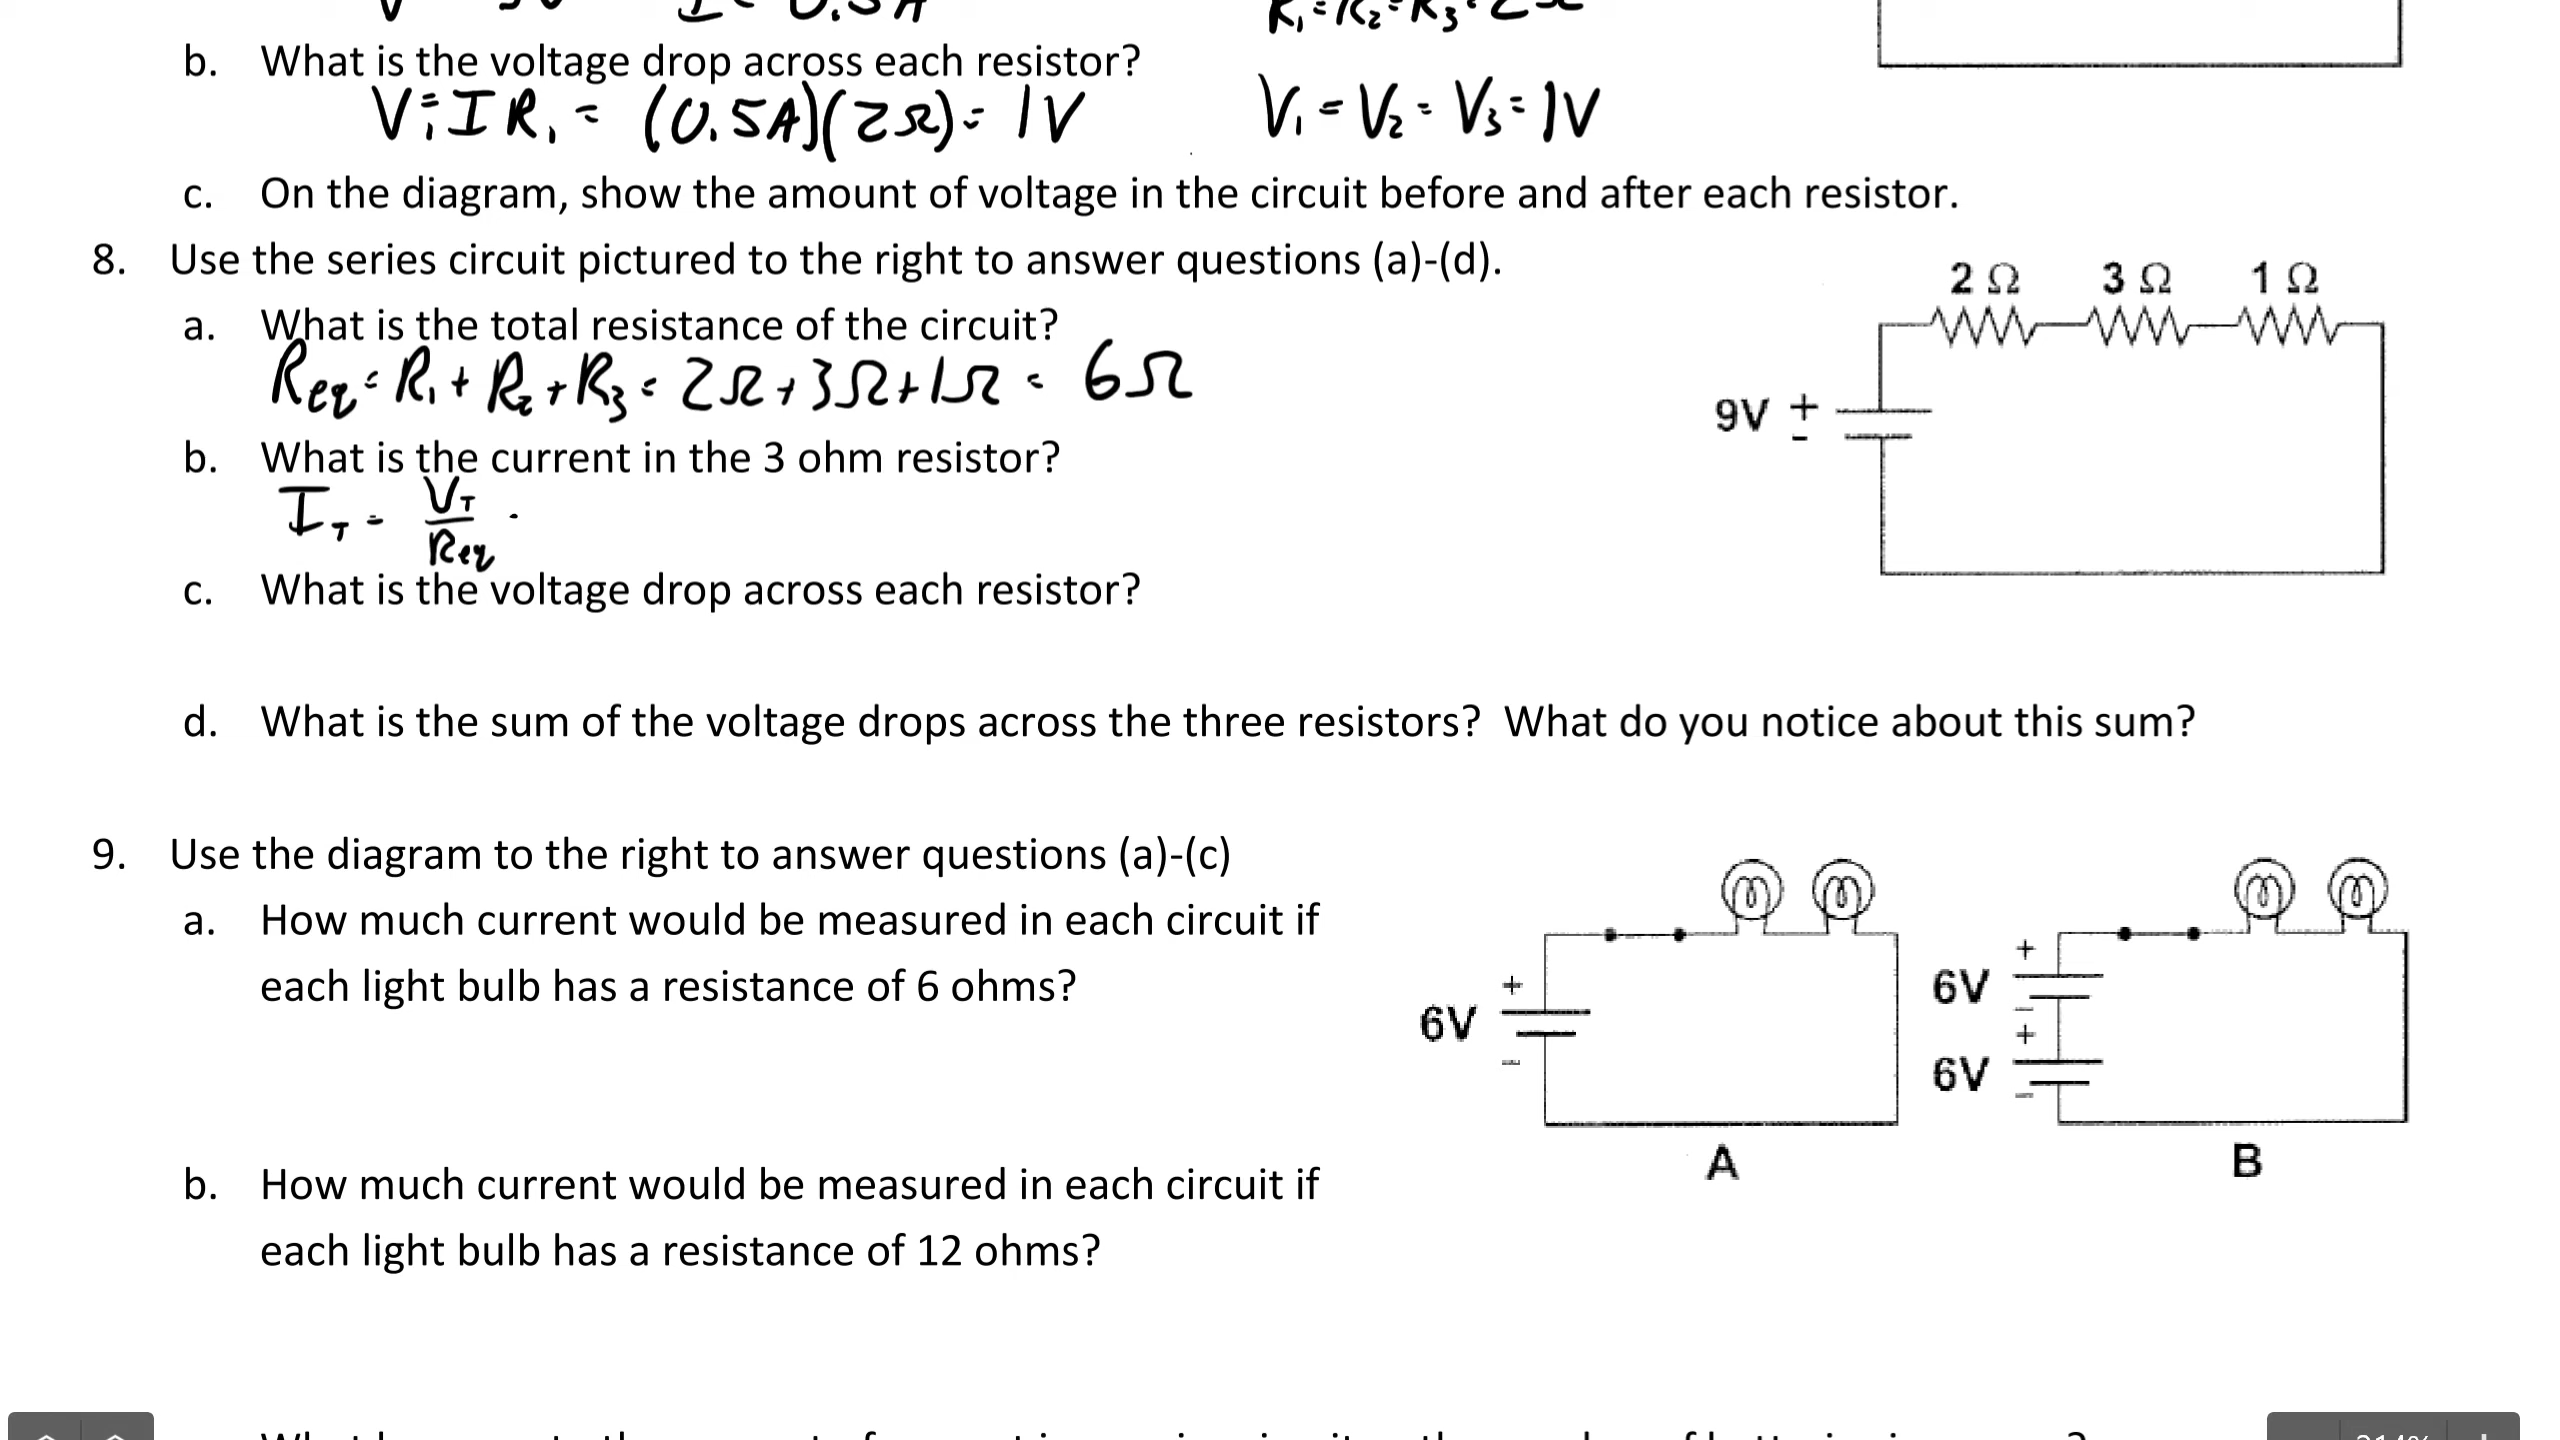 I = 0.5A R₁=R₂=R₃=2Ω
b. What is the voltage drop across each resistor?
V₁=IR₁= (0.5A)(2Ω)= 1V V₁=V₂=V₃=1V
c. On the diagram, show the amount of voltage in the circuit before and after each resistor.
8. Use the series circuit pictured to the right to answer questions (a)-(d).
2 Ω 3 Ω 1 Ω
a. What is the total resistance of the circuit?
Req=R₁+R₂+R₃=2Ω+3Ω+1Ω= 6Ω
9V + -
b. What is the current in the 3 ohm resistor?
I_T = V_T / Req
c. What is the voltage drop across each resistor?
d. What is the sum of the voltage drops across the three resistors? What do you notice about this sum?
9. Use the diagram to the right to answer questions (a)-(c)
a. How much current would be measured in each circuit if
each light bulb has a resistance of 6 ohms?
6V + -
6V + -
6V + -
A B
b. How much current would be measured in each circuit if
each light bulb has a resistance of 12 ohms?